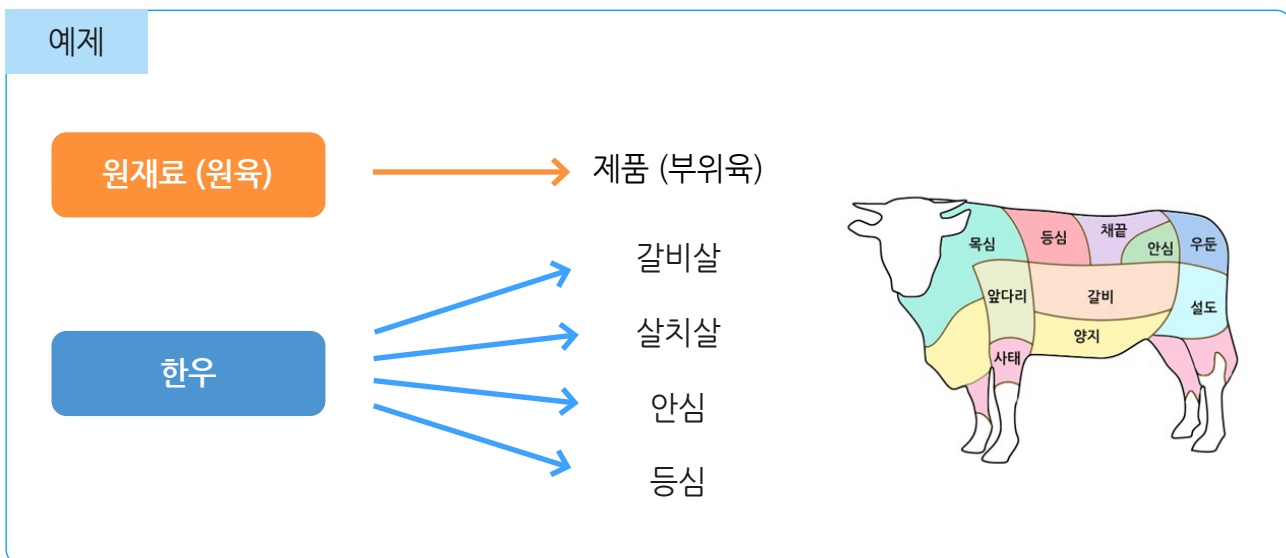 예제
원재료 (원육)
제품 (부위육)
한우
갈비살
살치살
안심
등심
목심
등심
채끝
안심
우둔
앞다리
갈비
설도
양지
사태